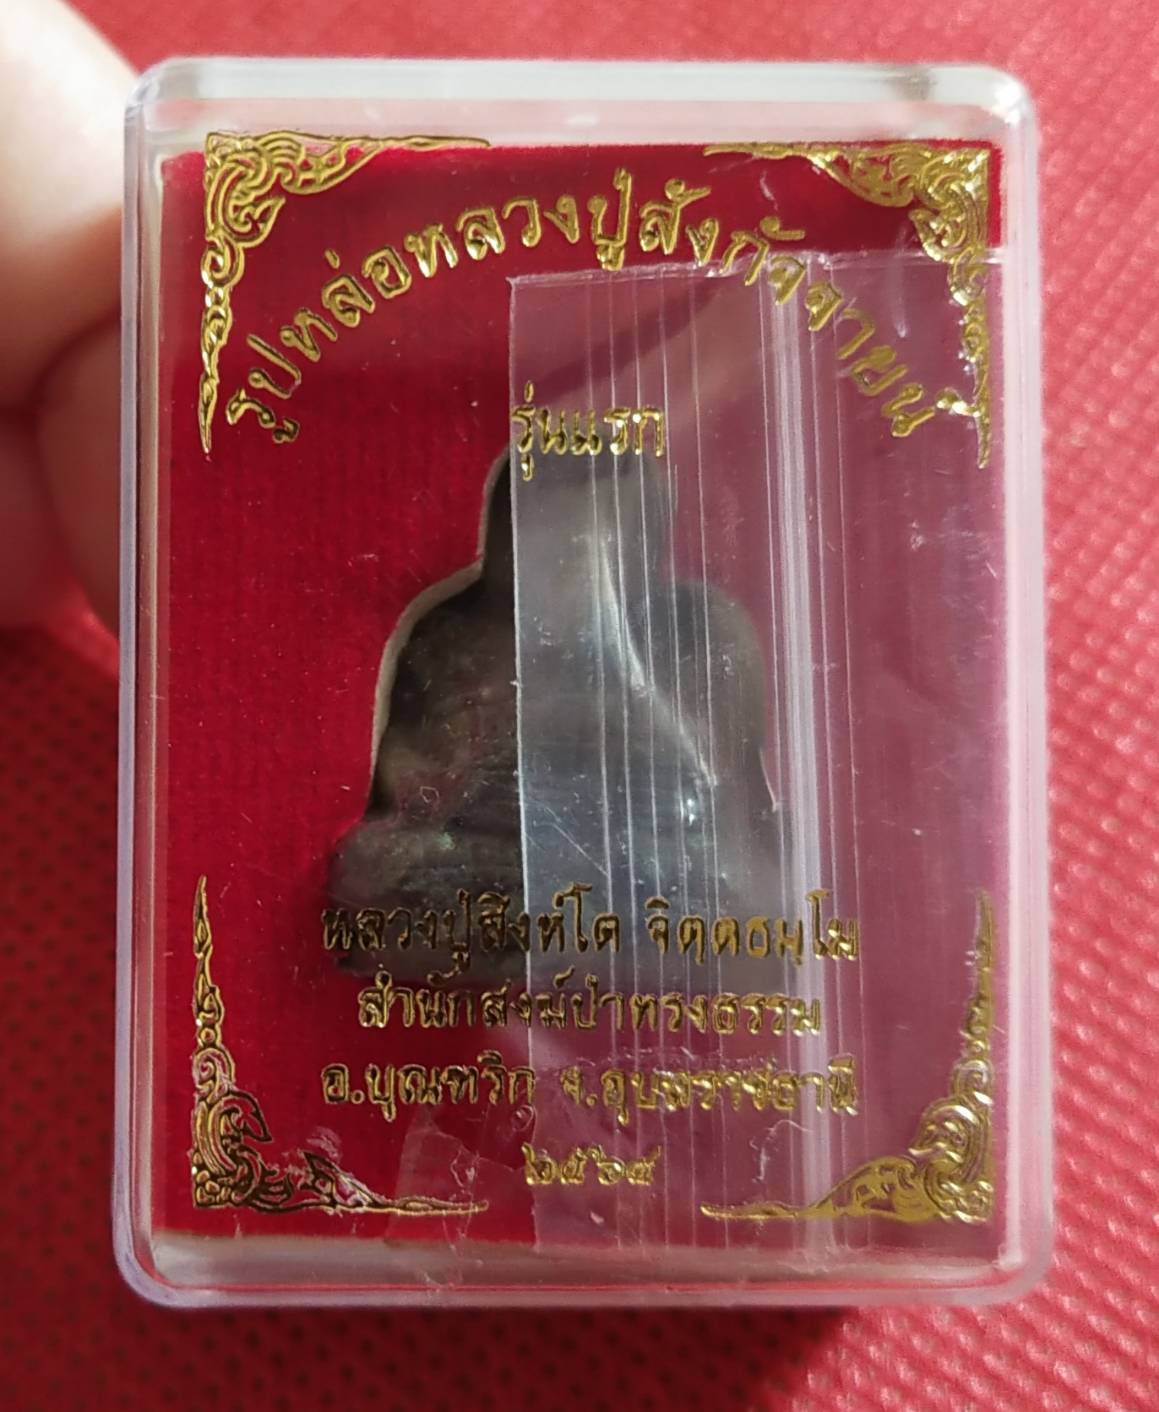 รูปหล่อหลวงปู่สังกัจจายน์
รุ่นแรก
หลวงปู่สิงห์โต จิตฺตธมฺโม
สำนักสงฆ์ป่าทรงธรรม
อ.บุณฑริก จ.อุบลราชธานี
๒๕๖๕